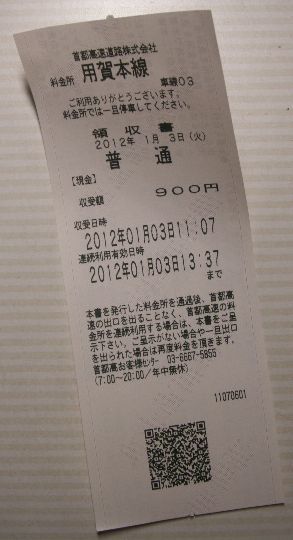 首都高速道路株式会社
料金所 用賀本線 車線03
ご利用ありがとうございます。
料金所では一旦停車してください。
領収書
2012年 1月 3日(火)
普通
【現金】
収受額 900円
収受日時
2012年01月03日11:07
連続利用有効日時
2012年01月03日13:37
まで
本書を発行した料金所を通過後、首都高
速の出口を出ることなく、首都高速の料
金所を連続利用する場合は、本書をご呈
示下さい。ご呈示がない場合や一旦出口
を出られた場合は再度料金を頂きます。
首都高お客様センター 03-6667-5855
(7:00~20:00/年中無休)
11070601